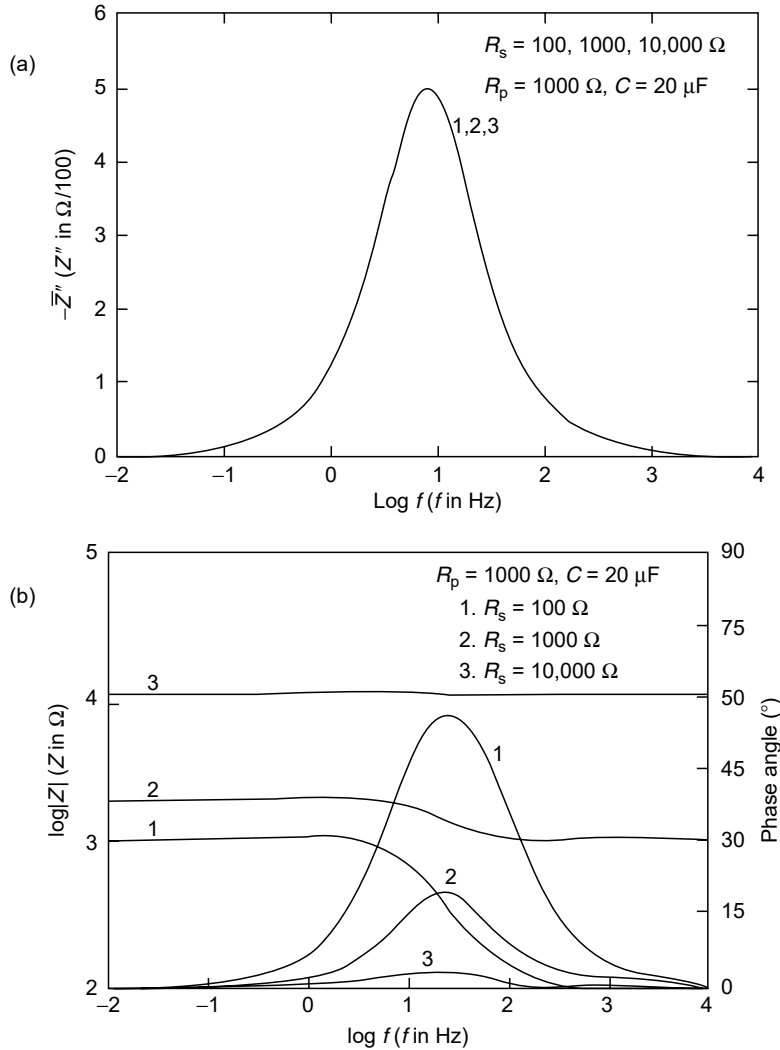 (a)
R_s = 100, 1000, 10,000 Ω
R_p = 1000 Ω, C = 20 μF
1,2,3
6
5
4
3
2
1
0
–Z″ (Z″ in Ω/100)
–2 –1 0 1 2 3 4
Log f (f in Hz)
(b)
R_p = 1000 Ω, C = 20 μF
1. R_s = 100 Ω
2. R_s = 1000 Ω
3. R_s = 10,000 Ω
5
4
3
2
log|Z| (Z in Ω)
3
2
1
1
2
3
90
75
60
50
30
15
0
Phase angle (°)
–2 –1 0 1 2 3 4
log f (f in Hz)